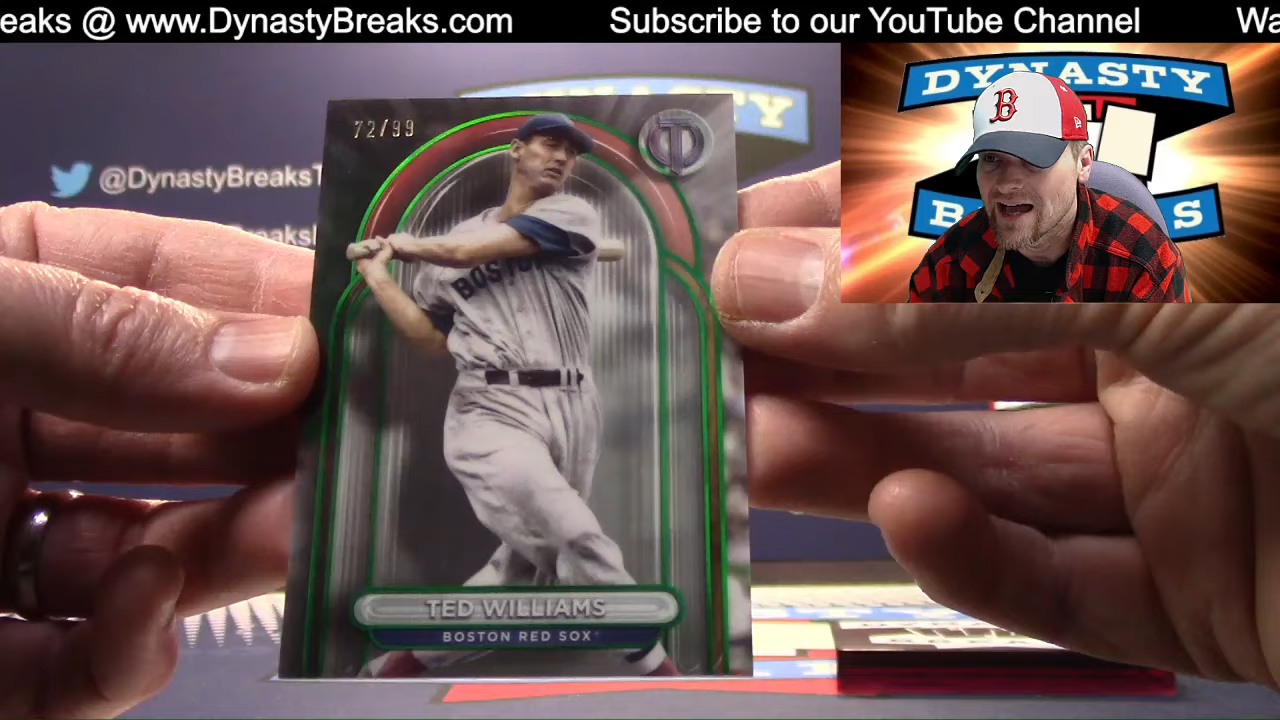 eaks @ www.DynastyBreaks.com Subscribe to our YouTube Channel Wa
DYNASTY
B S
B
72/99
T
DYNASTY
@DynastyBreaksT
BOSTON
TED WILLIAMS
BOSTON RED SOX